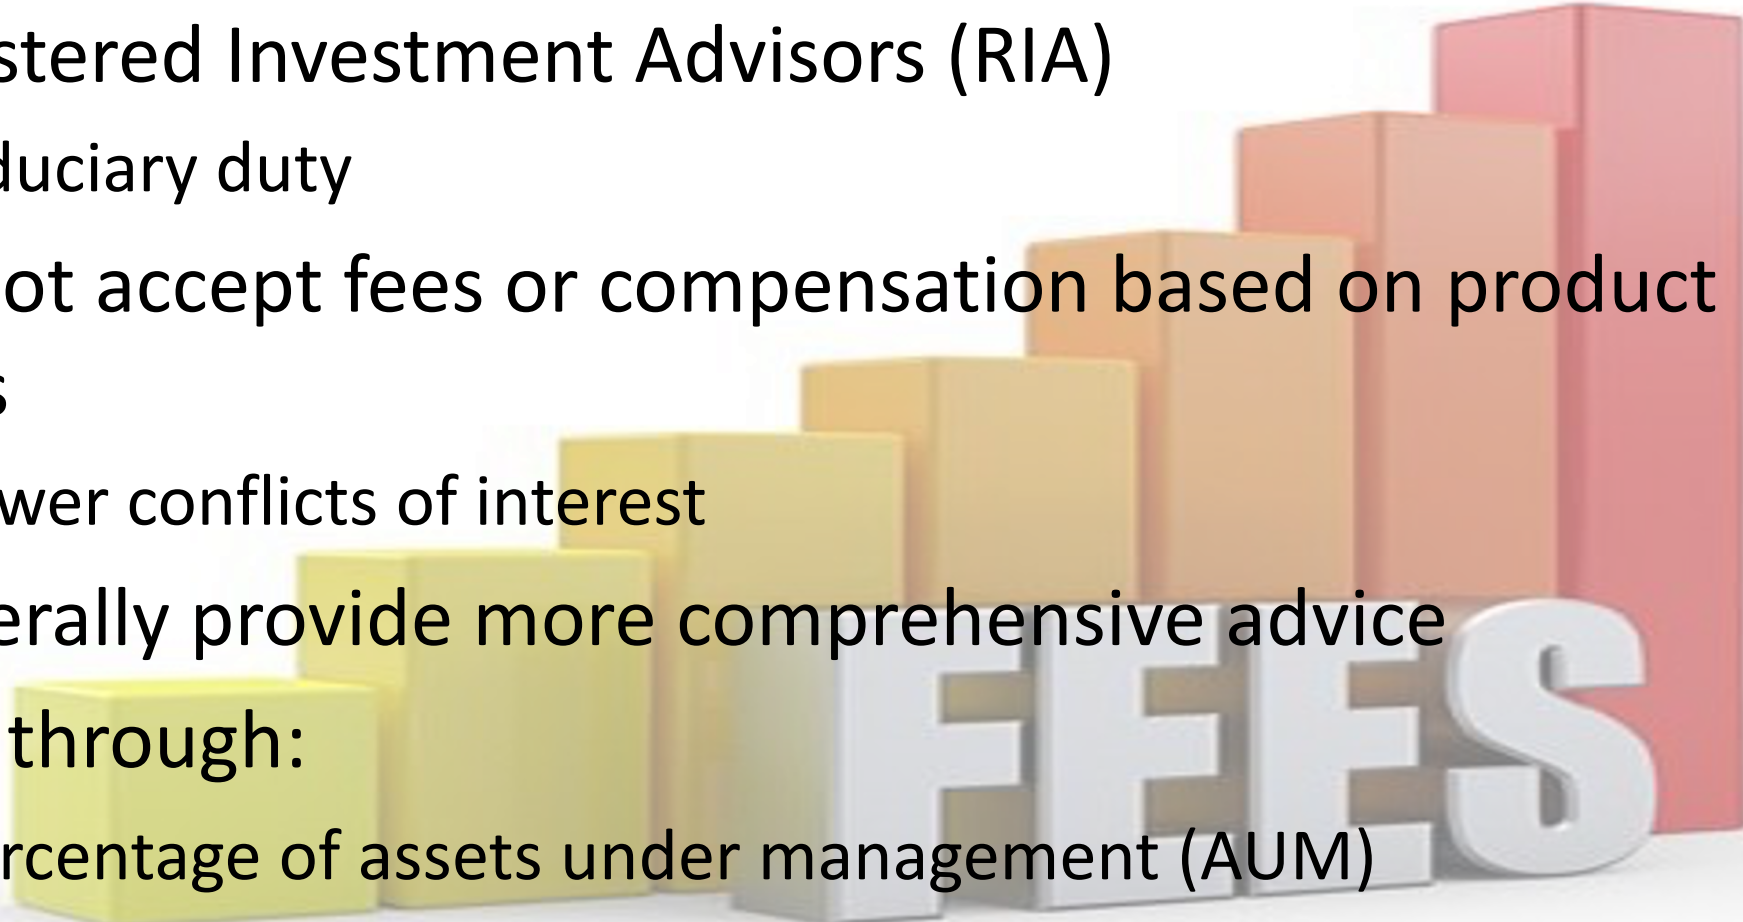 stered Investment Advisors (RIA)
duciary duty
ot accept fees or compensation based on product
s
wer conflicts of interest
erally provide more comprehensive advice
through:
rcentage of assets under management (AUM)
FEES